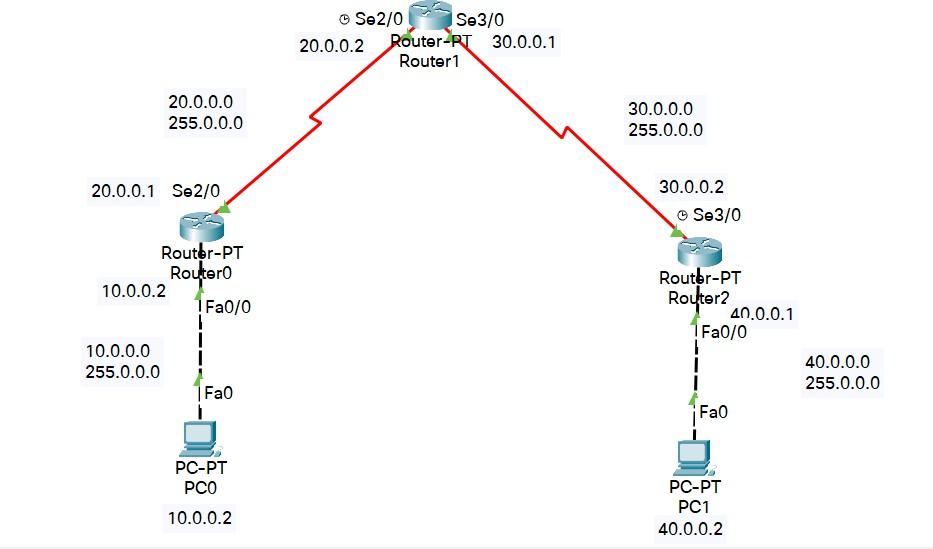 Se2/0
Se3/0
20.0.0.2
Router-PT
Router1
30.0.0.1
20.0.0.0
255.0.0.0
30.0.0.0
255.0.0.0
20.0.0.1
Se2/0
30.0.0.2
Se3/0
Router-PT
Router0
Router-PT
Router2
10.0.0.2
Fa0/0
40.0.0.1
Fa0/0
10.0.0.0
255.0.0.0
40.0.0.0
255.0.0.0
Fa0
Fa0
PC-PT
PC0
10.0.0.2
PC-PT
PC1
40.0.0.2